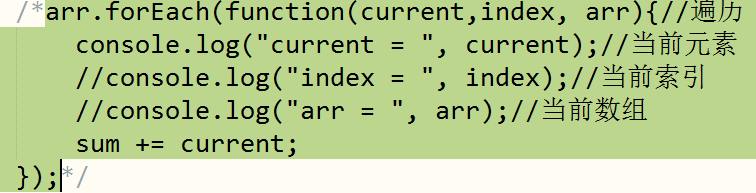 /*arr.forEach(function(current,index, arr){//遍历
console.log("current = ", current);//当前元素
//console.log("index = ", index);//当前索引
//console.log("arr = ", arr);//当前数组
sum += current;
});*/